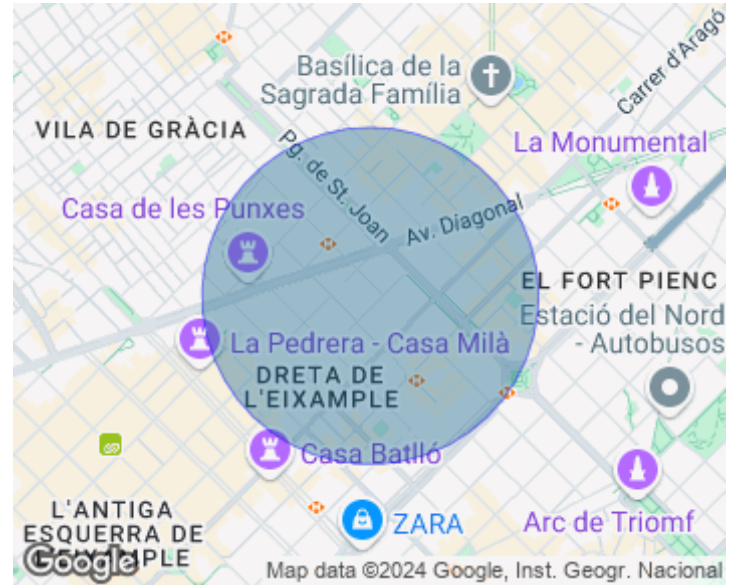 Basílica de la
Sagrada Família
Carrer d'Aragó
VILA DE GRÀCIA
Pg. de St. Joan
La Monumental
Casa de les Punxes
Av. Diagonal
EL FORT PIENC
Estació del Nord
- Autobusos
La Pedrera - Casa Milà
DRETA DE
L'EIXAMPLE
Casa Batlló
L'ANTIGA
ESQUERRA DE
L'EIXAMPLE
ZARA
Arc de Triomf
Google
Map data ©2024 Google, Inst. Geogr. Nacional